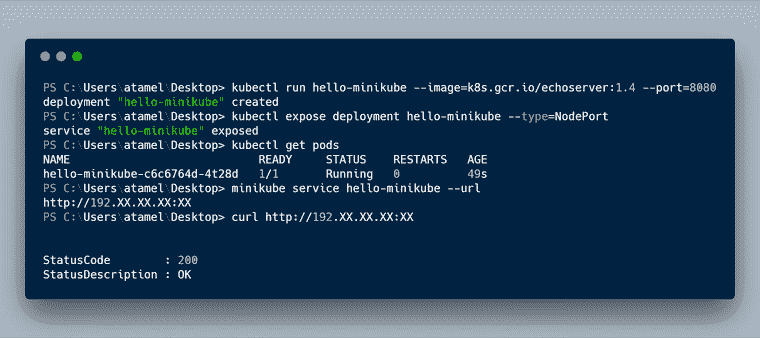 PS C:\Users\atamel\Desktop> kubectl run hello-minikube --image=k8s.gcr.io/echoserver:1.4 --port=8080
deployment "hello-minikube" created
PS C:\Users\atamel\Desktop> kubectl expose deployment hello-minikube --type=NodePort
service "hello-minikube" exposed
PS C:\Users\atamel\Desktop> kubectl get pods
NAME                             READY     STATUS    RESTARTS   AGE
hello-minikube-c6c6764d-4t28d   1/1       Running   0          49s
PS C:\Users\atamel\Desktop> minikube service hello-minikube --url
http://192.XX.XX.XX:XX
PS C:\Users\atamel\Desktop> curl http://192.XX.XX.XX:XX
StatusCode        : 200
StatusDescription : OK